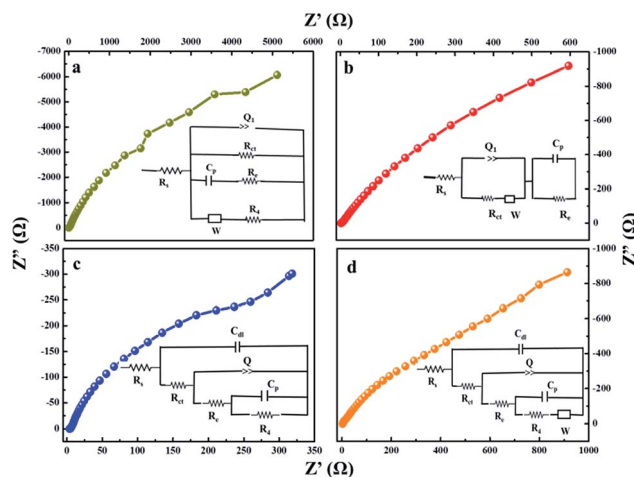 Z' (Ω)
0 1000 2000 3000 4000 5000 6000
0 100 200 300 400 500 600
-7000
-6000
-5000
-4000
-3000
-2000
-1000
0
a
Q1
Rct
Rs
Cp
Re
W
R4
b
Q1
Cp
Rs
Rct
W
Re
-1000
-800
-600
-400
-200
0
Z" (Ω)
Z" (Ω)
-350
-300
-250
-200
-150
-100
-50
0
c
Cdl
Rs
Q
Rct
Cp
Re
R4
d
Cdl
Rs
Q
Rct
Cp
Re
R4
W
-1000
-800
-600
-400
-200
0
0 50 100 150 200 250 300 350
0 200 400 600 800 1000
Z' (Ω)